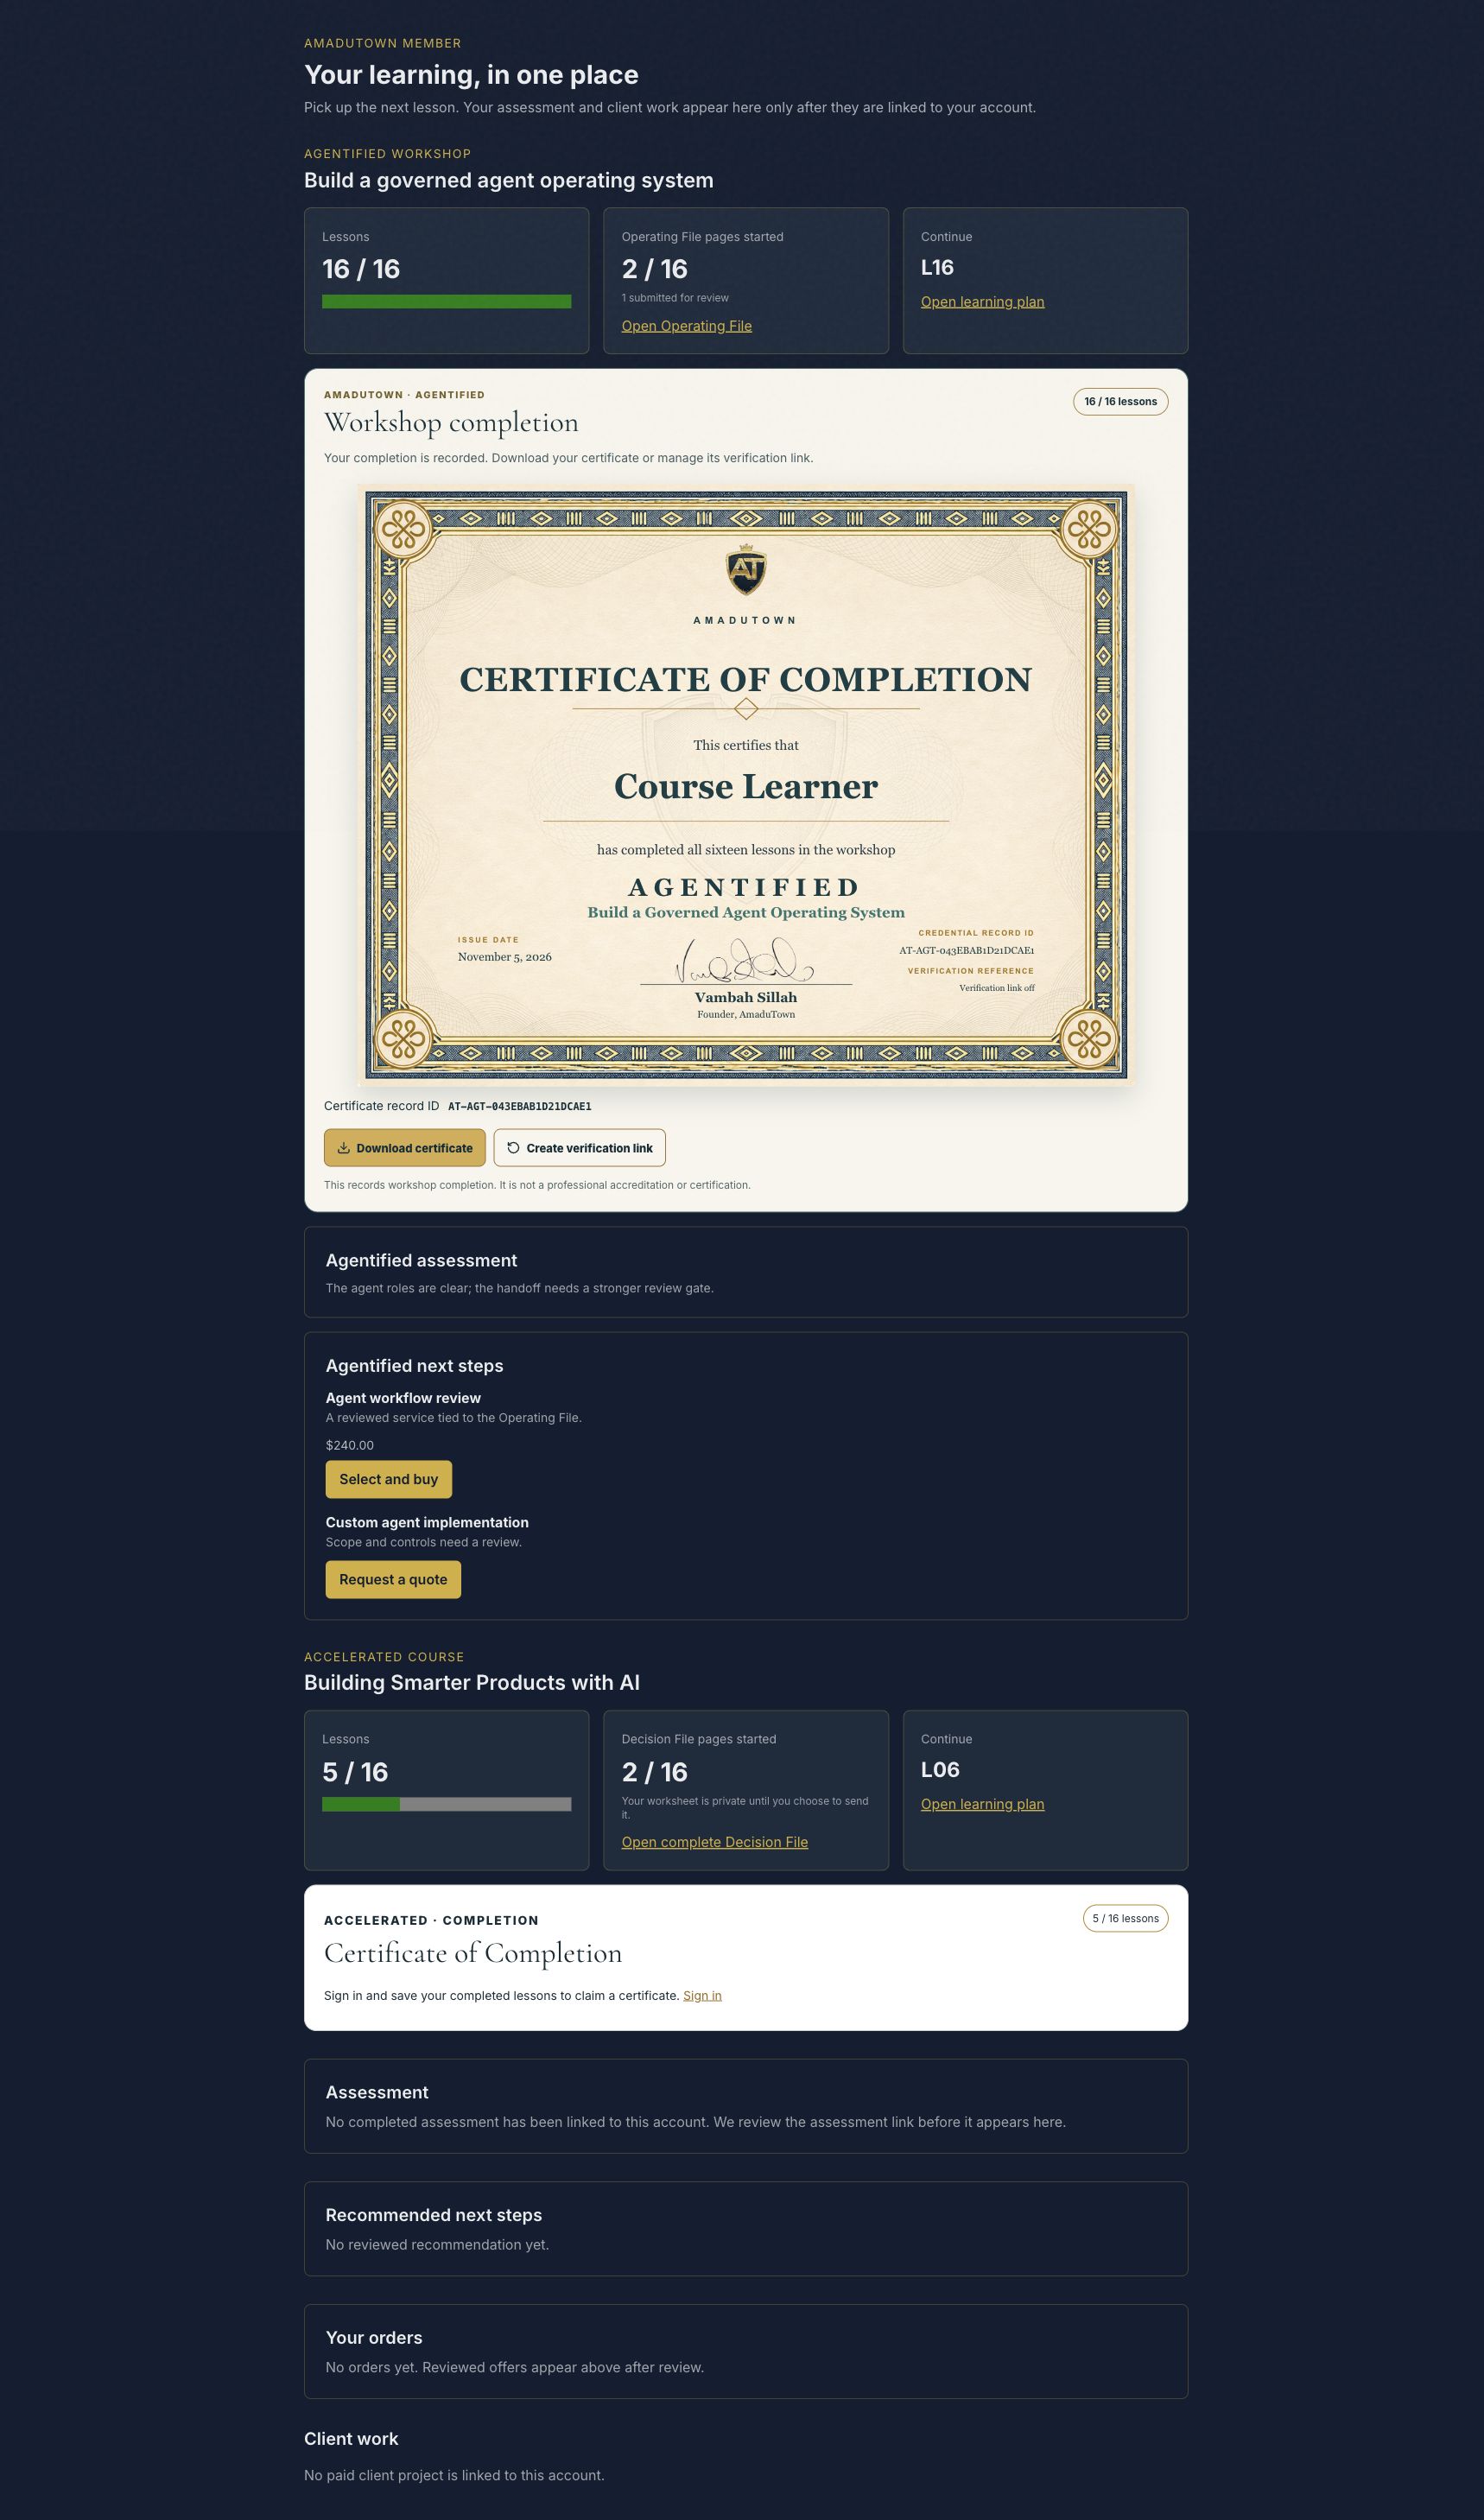 AMADUTOWN MEMBER
Your learning, in one place
Pick up the next lesson. Your assessment and client work appear here only after they are linked to your account.
AGENTIFIED WORKSHOP
Build a governed agent operating system
Lessons
16 / 16
Operating File pages started
2 / 16
1 submitted for review
Open Operating File
Continue
L16
Open learning plan
AMADUTOWN · AGENTIFIED
16 / 16 lessons
Workshop completion
Your completion is recorded. Download your certificate or manage its verification link.
AT
AMADUTOWN
CERTIFICATE OF COMPLETION
This certifies that
Course Learner
has completed all sixteen lessons in the workshop
AGENTIFIED
Build a Governed Agent Operating System
ISSUE DATE
November 5, 2026
Vambah Sillah
Founder, AmaduTown
CREDENTIAL RECORD ID
AT-AGT-043EBAB1D21DCAE1
VERIFICATION REFERENCE
Verification link off
Certificate record ID AT-AGT-043EBAB1D21DCAE1
Download certificate
Create verification link
This records workshop completion. It is not a professional accreditation or certification.
Agentified assessment
The agent roles are clear; the handoff needs a stronger review gate.
Agentified next steps
Agent workflow review
A reviewed service tied to the Operating File.
$240.00
Select and buy
Custom agent implementation
Scope and controls need a review.
Request a quote
ACCELERATED COURSE
Building Smarter Products with AI
Lessons
5 / 16
Decision File pages started
2 / 16
Your worksheet is private until you choose to send
it.
Open complete Decision File
Continue
L06
Open learning plan
ACCELERATED · COMPLETION
5 / 16 lessons
Certificate of Completion
Sign in and save your completed lessons to claim a certificate. Sign in
Assessment
No completed assessment has been linked to this account. We review the assessment link before it appears here.
Recommended next steps
No reviewed recommendation yet.
Your orders
No orders yet. Reviewed offers appear above after review.
Client work
No paid client project is linked to this account.